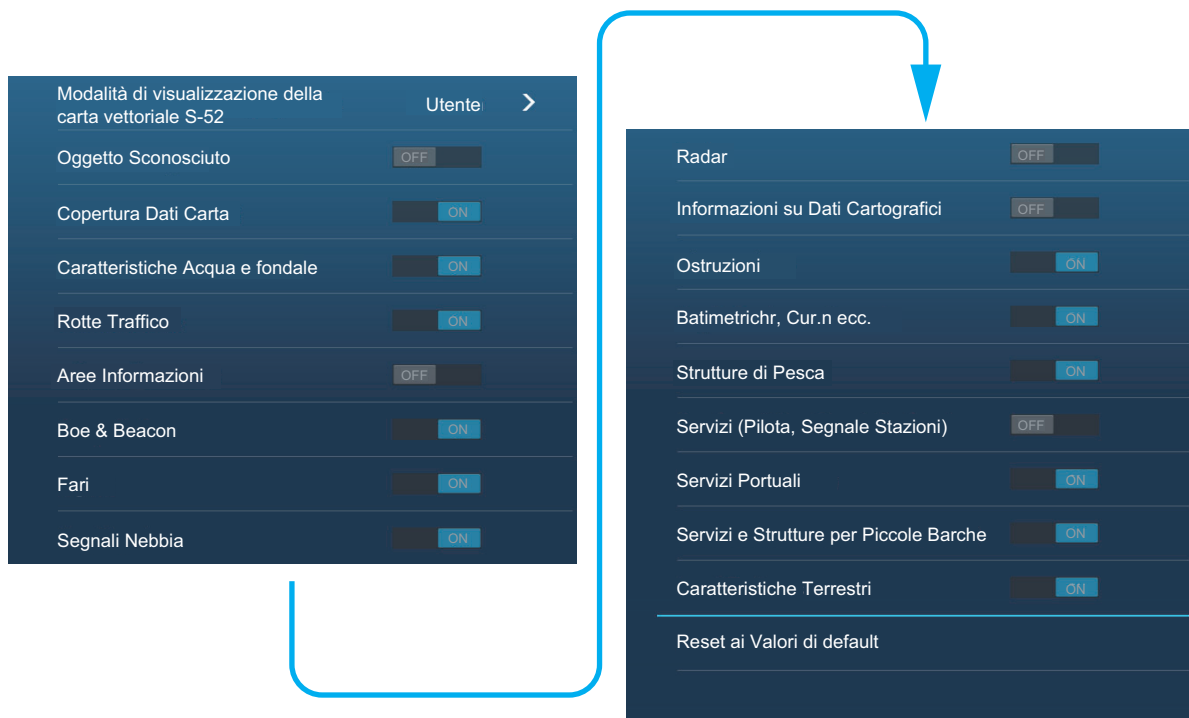 Modalità di visualizzazione della
carta vettoriale S-52
Utente
Oggetto Sconosciuto
OFF
Copertura Dati Carta
ON
Caratteristiche Acqua e fondale
ON
Rotte Traffico
ON
Aree Informazioni
OFF
Boe & Beacon
ON
Fari
ON
Segnali Nebbia
ON
Radar
OFF
Informazioni su Dati Cartografici
OFF
Ostruzioni
ON
Batimetrichr, Cur.n ecc.
ON
Strutture di Pesca
ON
Servizi (Pilota, Segnale Stazioni)
OFF
Servizi Portuali
ON
Servizi e Strutture per Piccole Barche
ON
Caratteristiche Terrestri
ON
Reset ai Valori di default